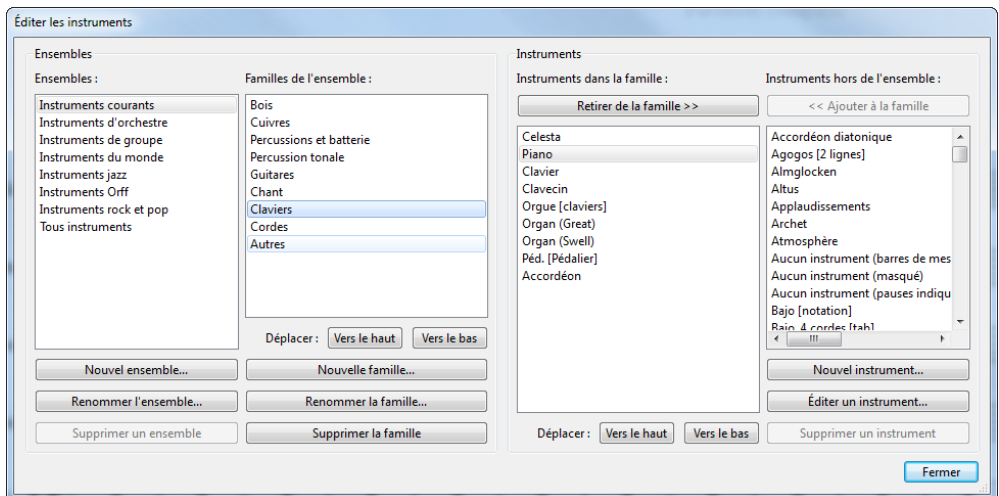 Éditer les instruments
Ensembles
Ensembles :
Instruments courants
Instruments d'orchestre
Instruments de groupe
Instruments du monde
Instruments jazz
Instruments Orff
Instruments rock et pop
Tous instruments
Familles de l'ensemble :
Bois
Cuivres
Percussions et batterie
Percussion tonale
Guitares
Chant
Claviers
Cordes
Autres
Déplacer : Vers le haut Vers le bas
Nouvel ensemble...
Nouvelle famille...
Renommer l'ensemble...
Renommer la famille...
Supprimer un ensemble
Supprimer la famille
Instruments
Instruments dans la famille :
Retirer de la famille >>
Celesta
Piano
Clavier
Clavecin
Orgue [claviers]
Organ (Great)
Organ (Swell)
Péd. [Pédalier]
Accordéon
Déplacer : Vers le haut Vers le bas
Instruments hors de l'ensemble :
<< Ajouter à la famille
Accordéon diatonique
Agogos [2 lignes]
Almglocken
Altus
Applaudissements
Archet
Atmosphère
Aucun instrument (barres de mes
Aucun instrument (masqué)
Aucun instrument (pauses indiqu
Bajo [notation]
Bajo, 4 cordes [tab]
Nouvel instrument...
Éditer un instrument...
Supprimer un instrument
Fermer